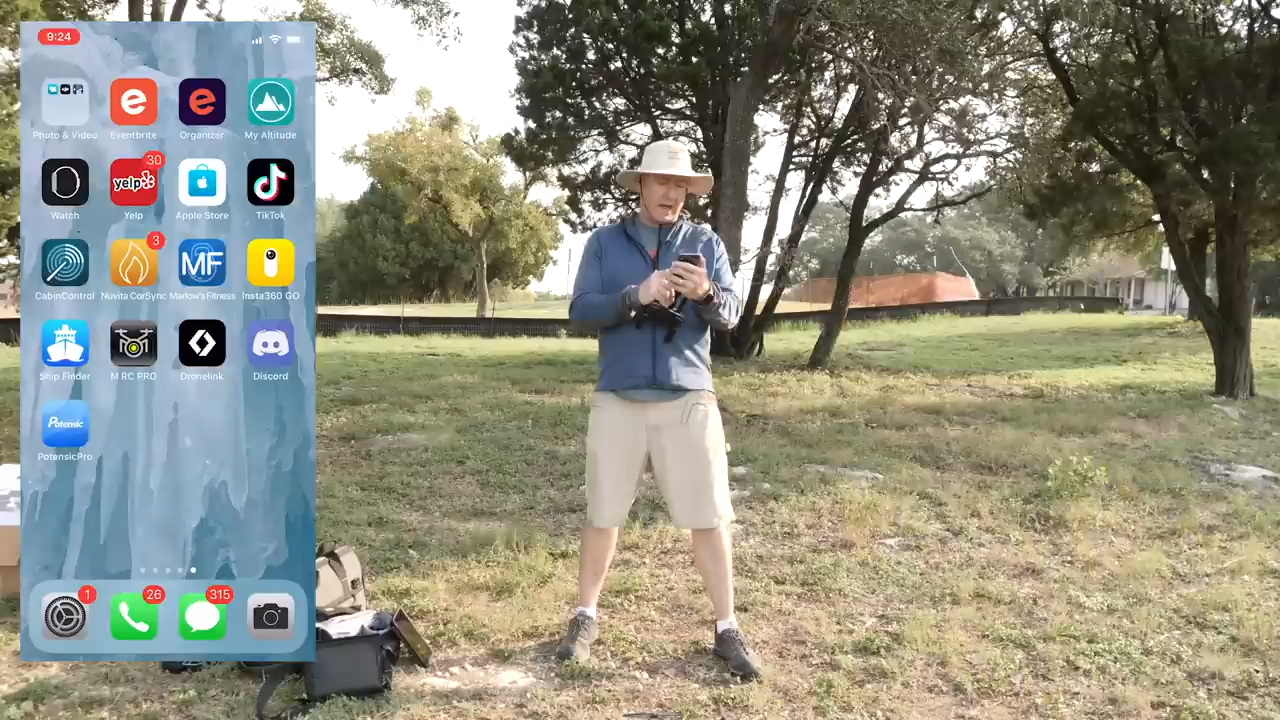 9:24
Photo & Video
Eventbrite
Organizer
My Altitude
30
yelp
Watch
Yelp
Apple Store
TikTok
3
MF
CabinControl
Nuvita CorSync
Marlow'sFitness
Insta360 GO
Ship Finder
M RC PRO
Dronelink
Discord
Potensic
PotensicPro
1
26
315